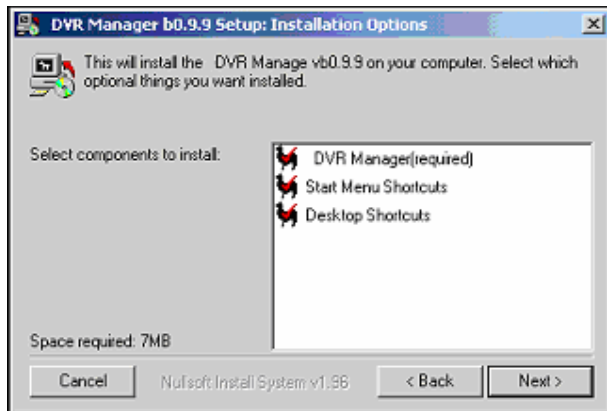 DVR Manager b0.9.9 Setup: Installation Options
This will install the DVR Manage vb0.9.9 on your computer. Select which
optional things you want installed.
Select components to install:
DVR Manager(required)
Start Menu Shortcuts
Desktop Shortcuts
Space required: 7MB
Cancel
Nullsoft Install System v1.96
< Back
Next >